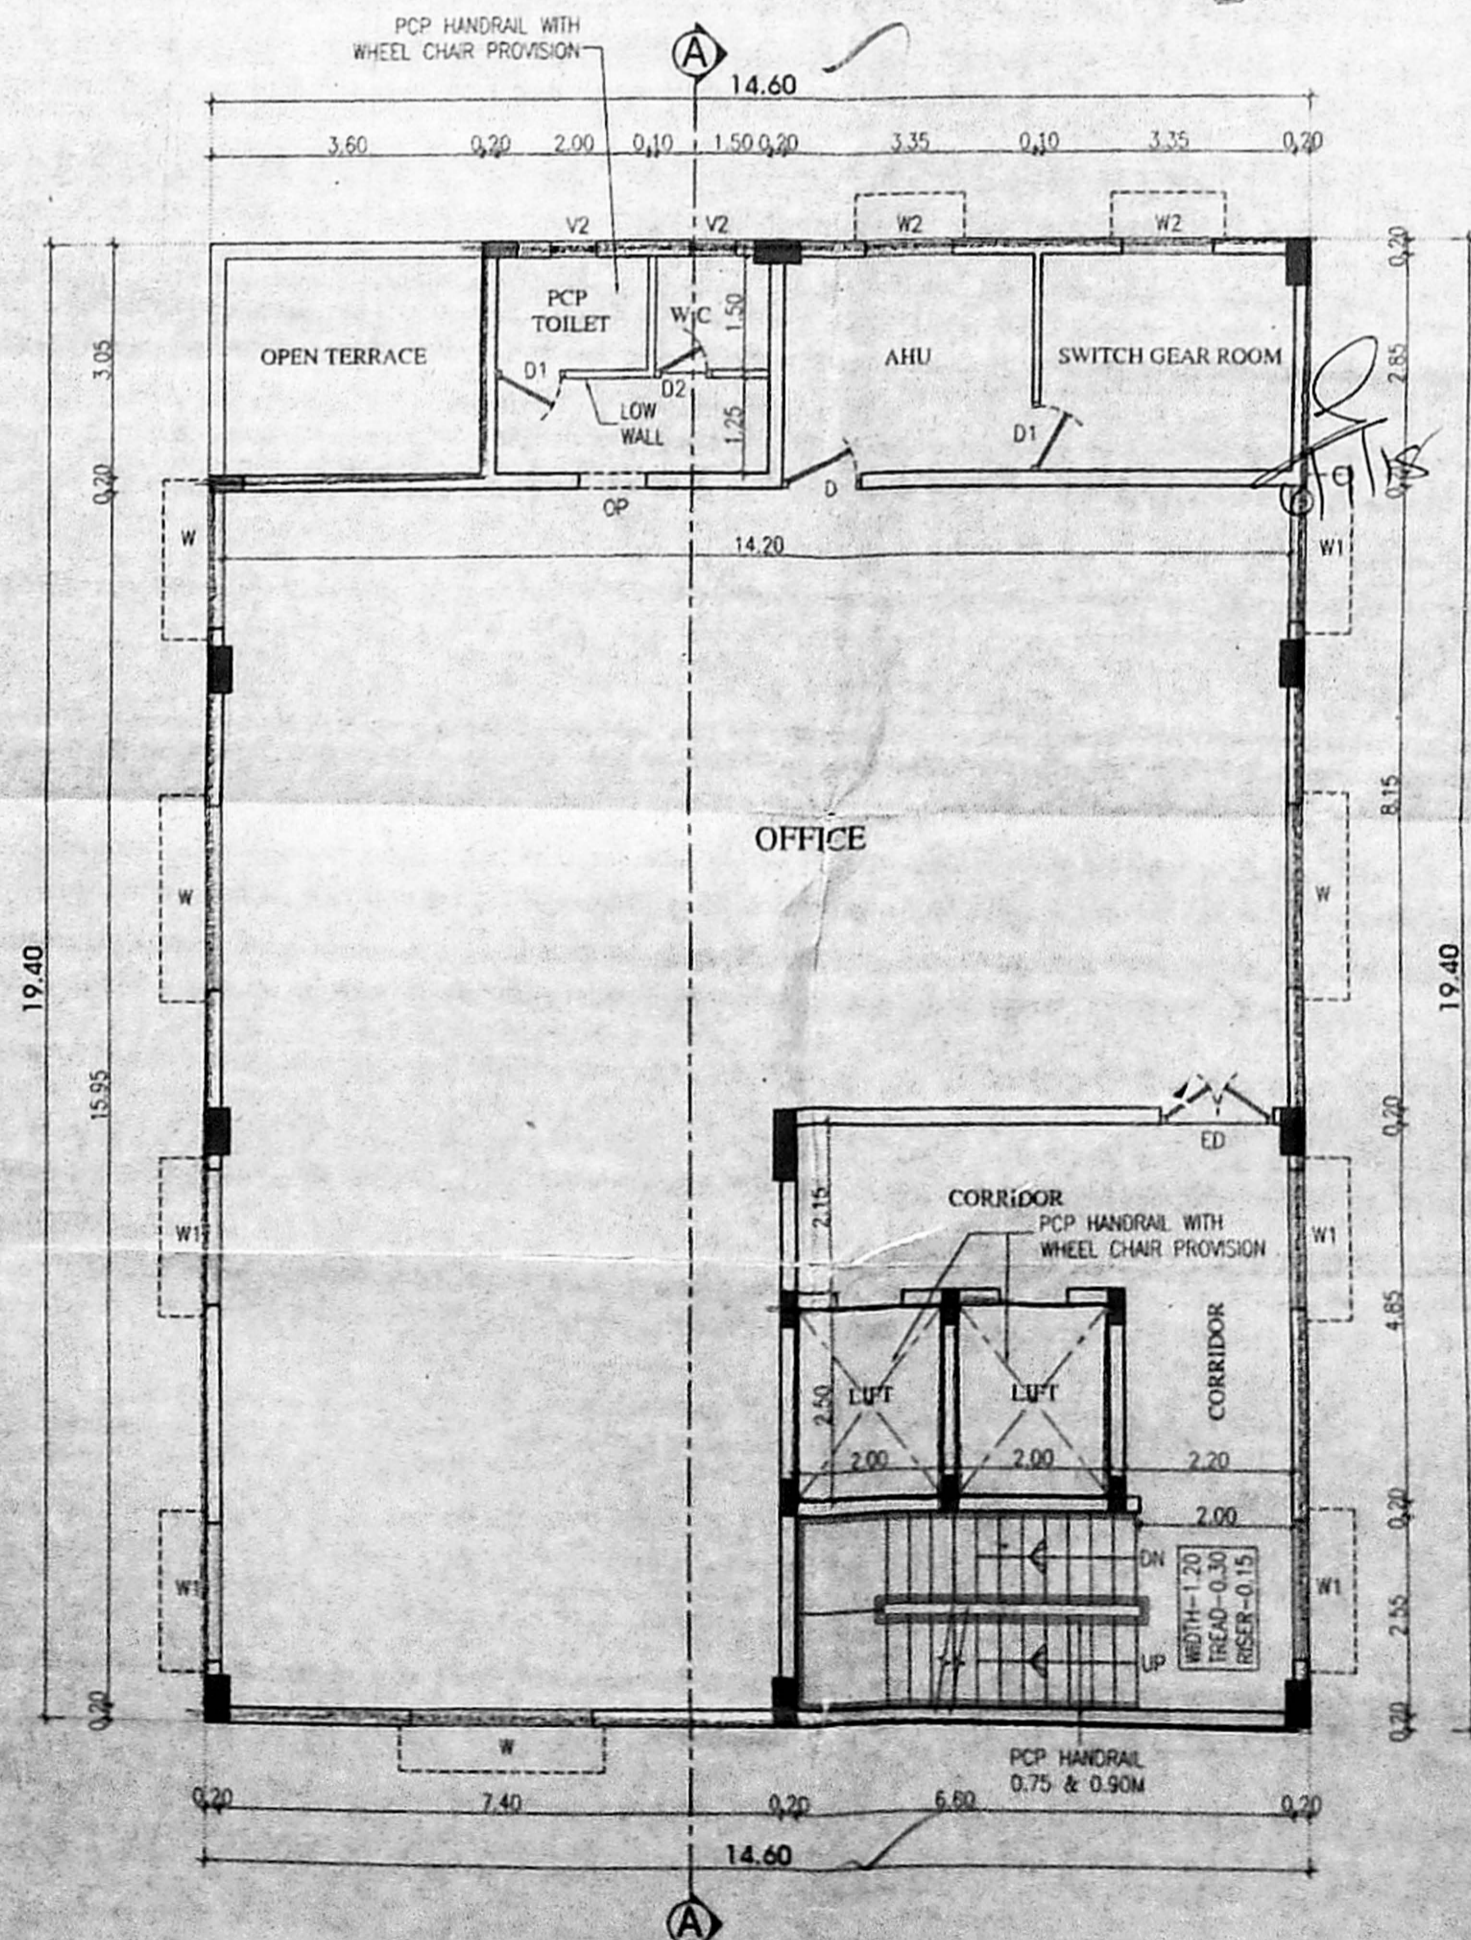 PCP HANDRAIL WITH
WHEEL CHAIR PROVISION
A
14.60
3.60 0.20 2.00 0.10 1.50 0.20 3.35 0.10 3.35 0.20
V2 V2 W2 W2
0.20
PCP
TOILET
W.C
1.50
OPEN TERRACE
AHU
SWITCH GEAR ROOM
3.05
2.85
D1
D2
LOW
WALL
1.25
D1
D
OP
0.20
W
14.20
W1
8.15
OFFICE
W
W
19.40
19.40
15.95
0.20
ED
CORRIDOR
2.15
PCP HANDRAIL WITH
WHEEL CHAIR PROVISION
W1
W1
4.85
CORRIDOR
LIFT
LIFT
2.50
2.00
2.00
2.20
0.20
2.00
DN
WIDTH-1.20
TREAD-0.30
RISER-0.15
W1
W1
2.55
UP
0.20
0.20
W
PCP HANDRAIL
0.75 & 0.90M
0.20 7.40 0.20 6.60 0.20
14.60
A